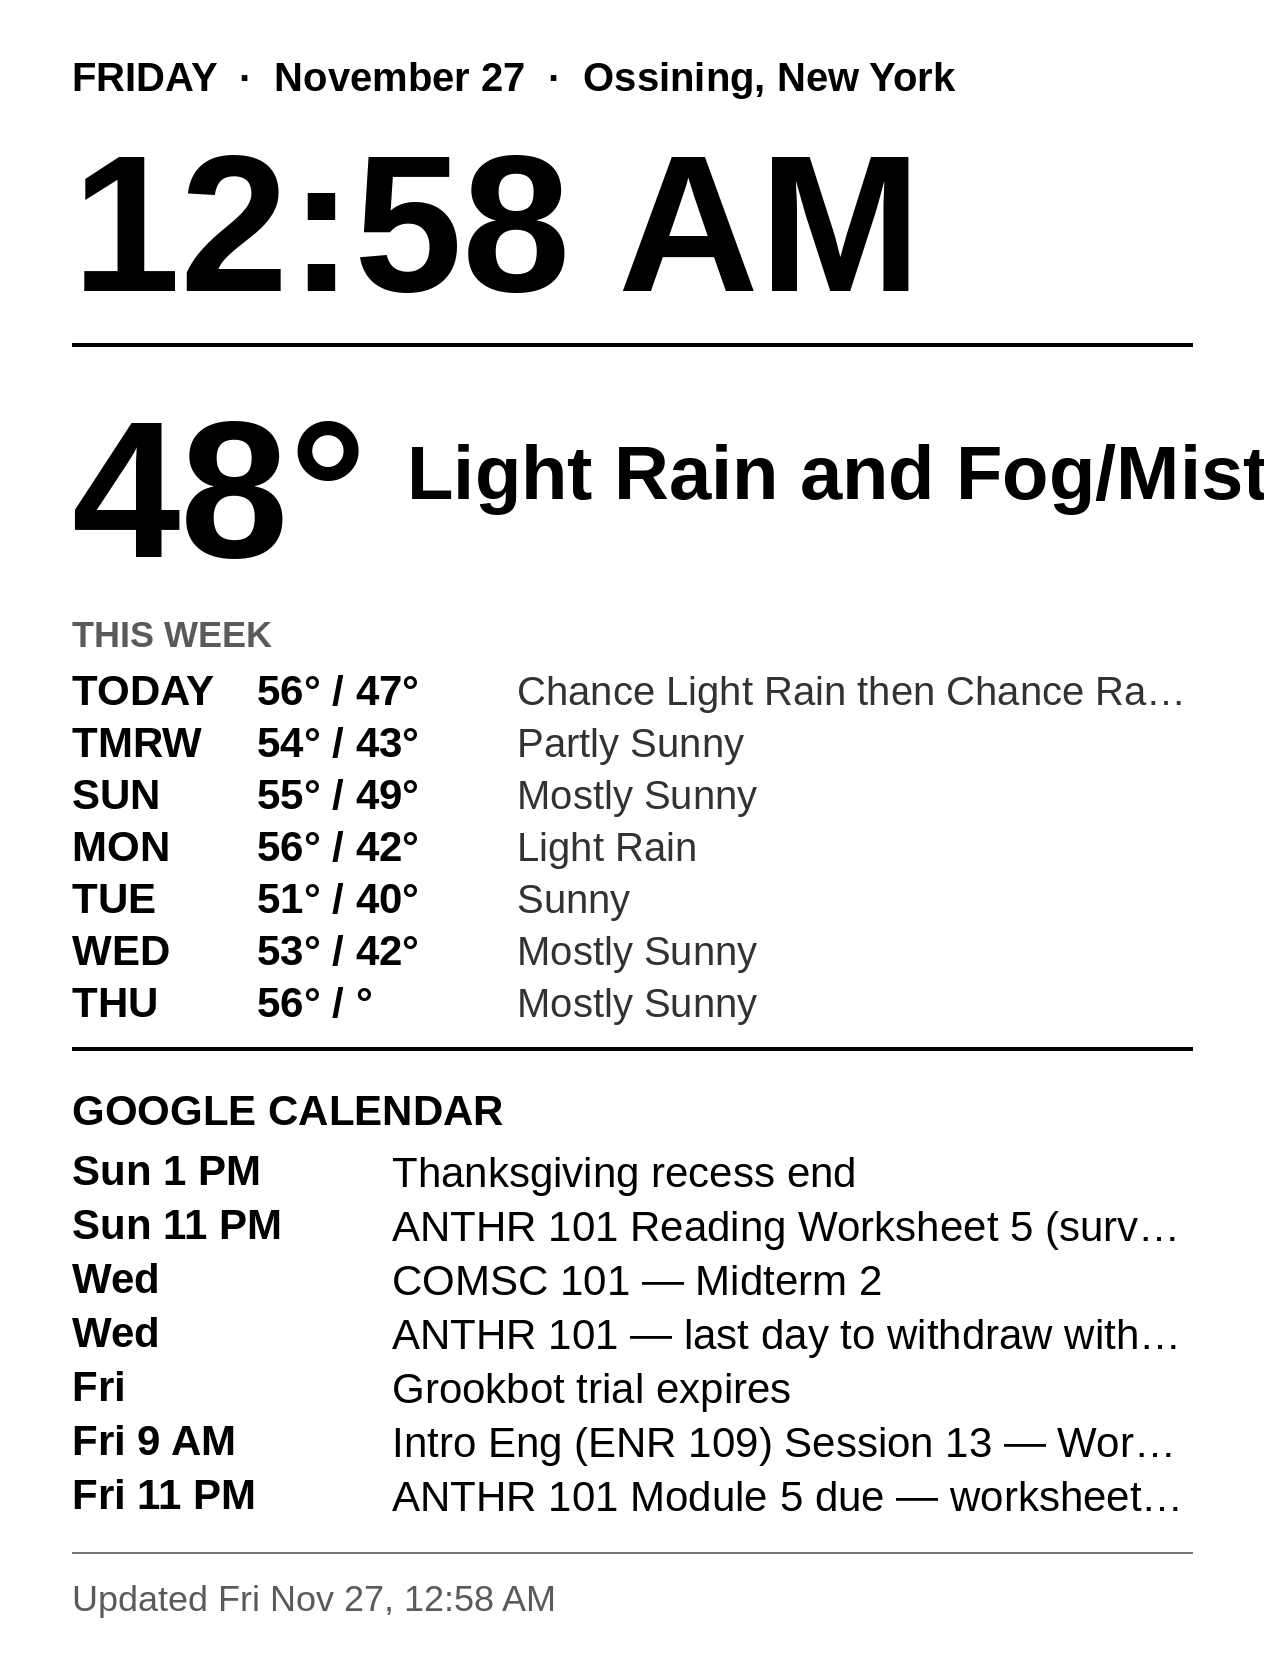 FRIDAY · November 27 · Ossining, New York
12:58 AM
48° Light Rain and Fog/Mist
THIS WEEK
TODAY 56° / 47° Chance Light Rain then Chance Ra…
TMRW 54° / 43° Partly Sunny
SUN 55° / 49° Mostly Sunny
MON 56° / 42° Light Rain
TUE 51° / 40° Sunny
WED 53° / 42° Mostly Sunny
THU 56° / ° Mostly Sunny
GOOGLE CALENDAR
Sun 1 PM Thanksgiving recess end
Sun 11 PM ANTHR 101 Reading Worksheet 5 (surv…
Wed COMSC 101 — Midterm 2
Wed ANTHR 101 — last day to withdraw with…
Fri Grookbot trial expires
Fri 9 AM Intro Eng (ENR 109) Session 13 — Wor…
Fri 11 PM ANTHR 101 Module 5 due — worksheet…
Updated Fri Nov 27, 12:58 AM